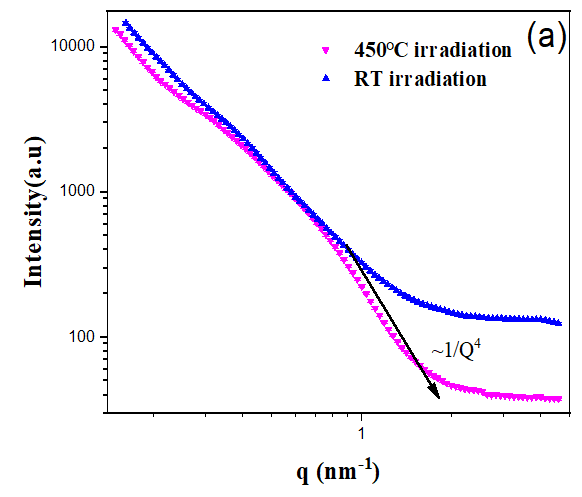 (a)
450°C irradiation
RT irradiation
10000
1000
100
Intensity(a.u)
~1/Q⁴
1
q (nm⁻¹)